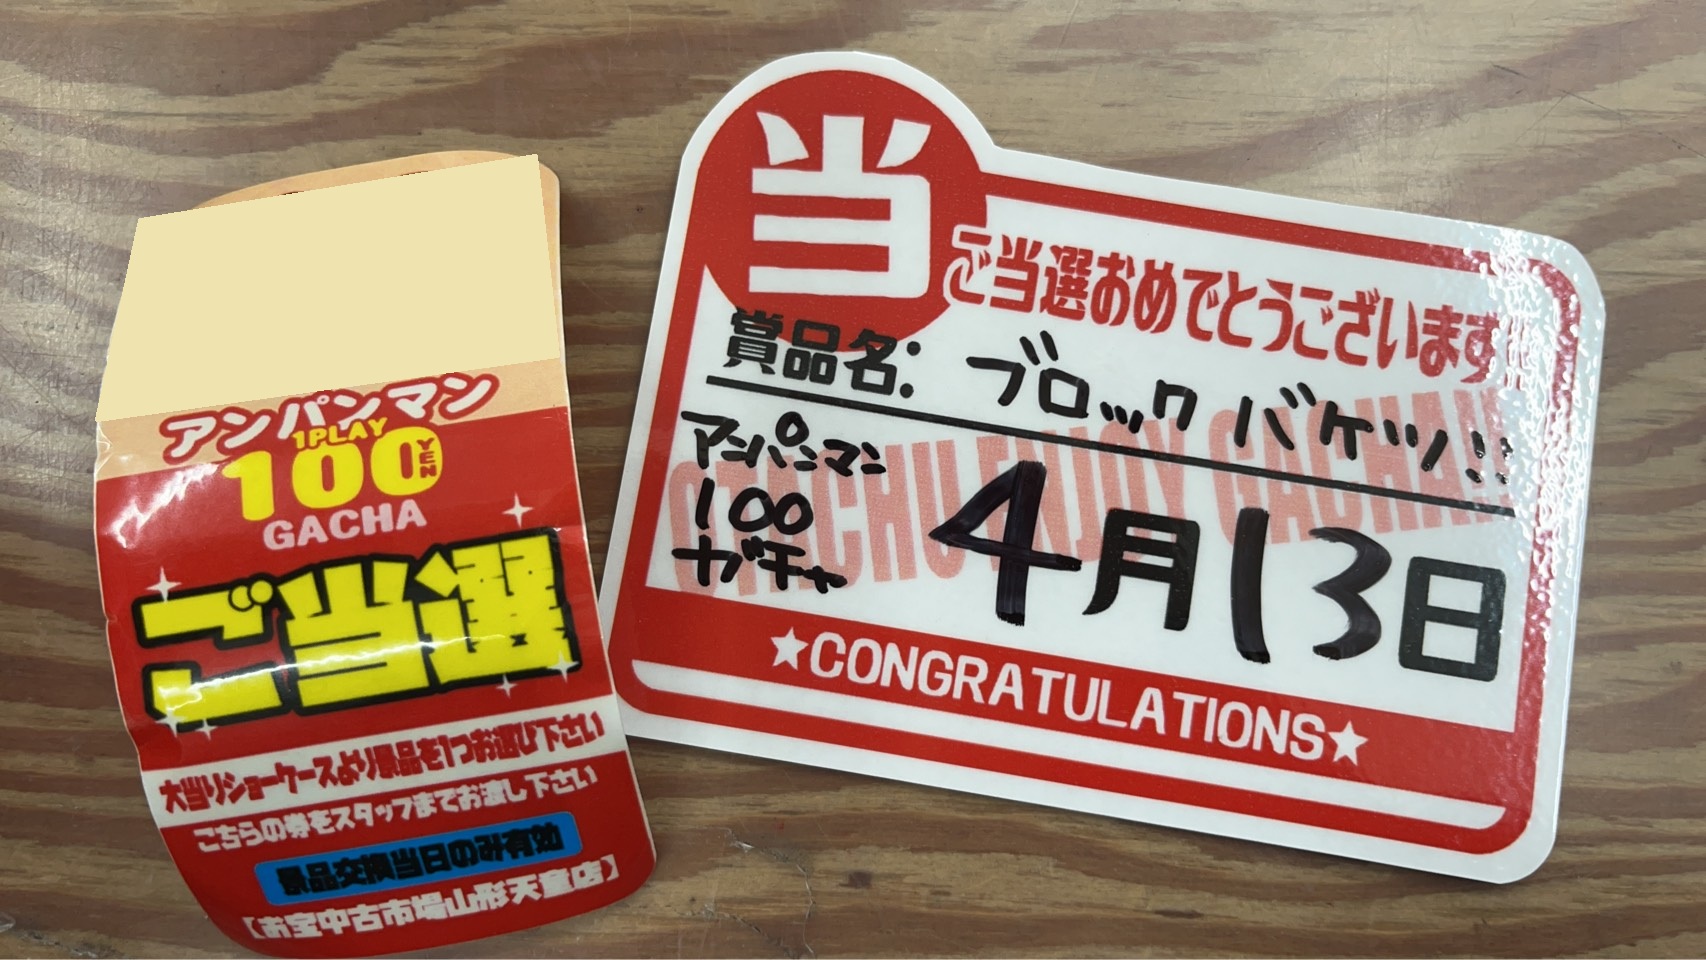 アンパンマン
1PLAY
100YEN
GACHA
ご当選
大当りショーケースより景品を1つお選び下さい
こちらの券をスタッフまでお渡し下さい
景品交換当日のみ有効
【お宝中古市場山形天童店】
当
ご当選おめでとうございます!!
賞品名: ブロックバケツ!!
アンパンマン
100
ガチャ
OTACHU ENJOY GACHA!!
4月13日
★CONGRATULATIONS★